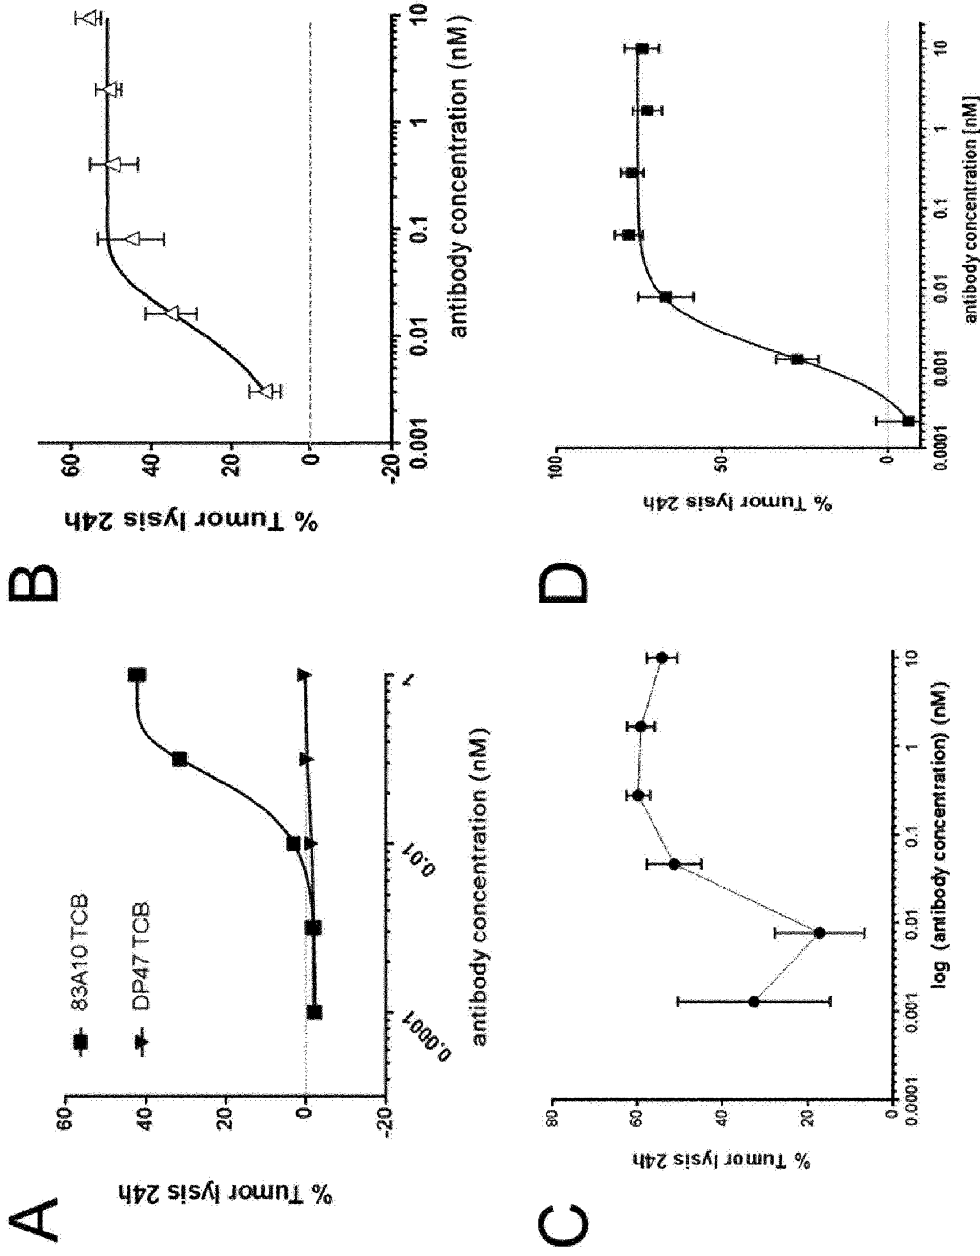 A
% Tumor lysis 24h
60
40
20
0
-20
83A10 TCB
DP47 TCB
0.0001
0.01
1
antibody concentration (nM)
B
% Tumor lysis 24h
60
40
20
0
-20
0.001
0.01
0.1
1
10
antibody concentration (nM)
C
% Tumor lysis 24h
80
60
40
20
0
0.0001
0.001
0.01
0.1
1
10
log (antibody concentration) (nM)
D
% Tumor lysis 24h
100
50
0
0.0001
0.001
0.01
0.1
1
10
antibody concentration [nM]